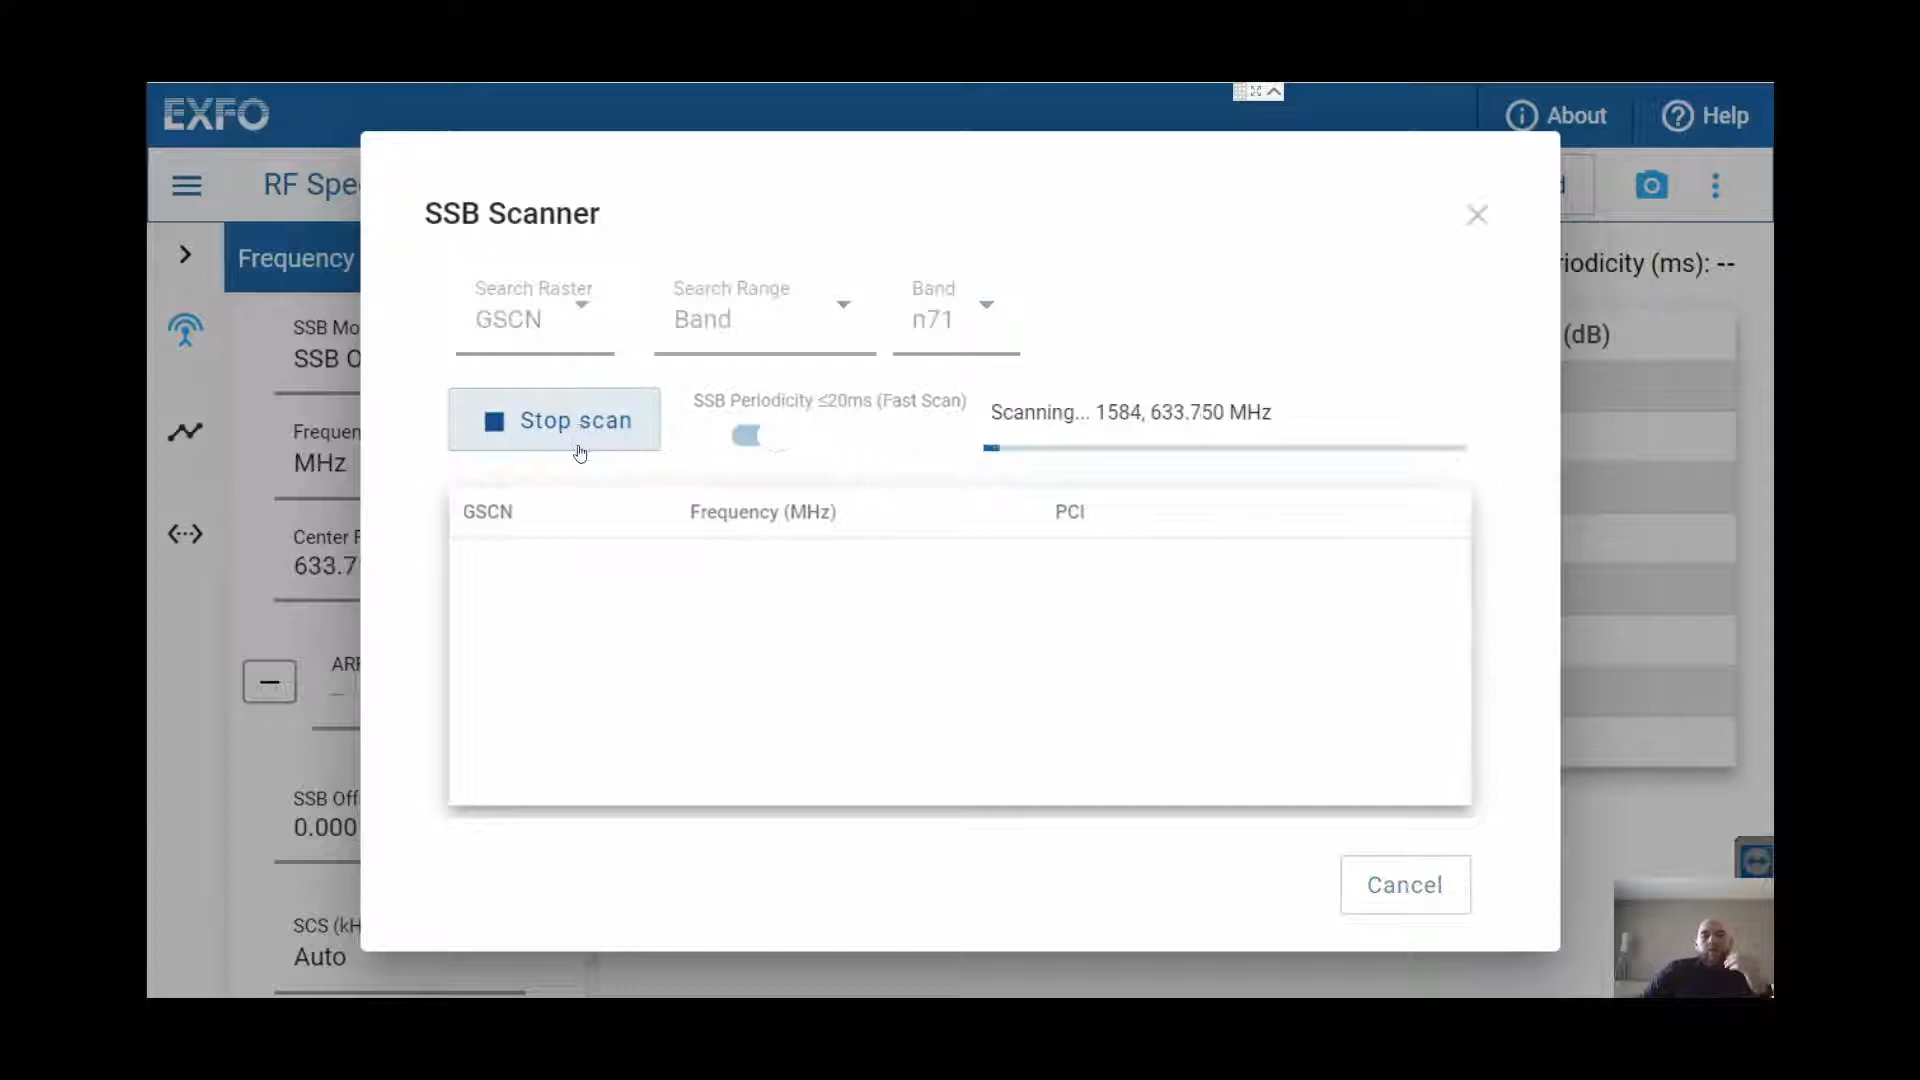 EXFO
About
Help
RF Spe
Frequency
riodicity (ms): --
(dB)
SSB Mo
SSB O
Frequen
MHz
Center F
633.7
ARF
SSB Off
0.000
SCS (kH
Auto
SSB Scanner
Search Raster
GSCN
Search Range
Band
Band
n71
Stop scan
SSB Periodicity ≤20ms (Fast Scan)
Scanning... 1584, 633.750 MHz
GSCN Frequency (MHz) PCI
Cancel